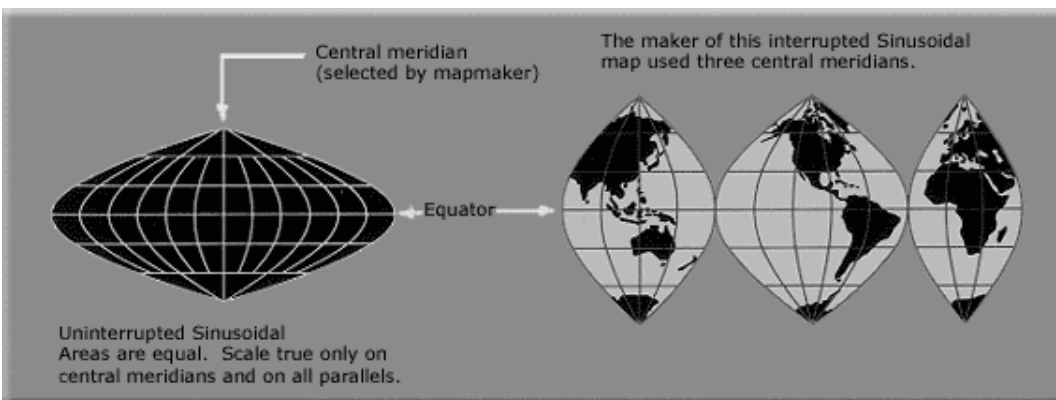 Central meridian
(selected by mapmaker)
The maker of this interrupted Sinusoidal
map used three central meridians.
Equator
Uninterrupted Sinusoidal
Areas are equal. Scale true only on
central meridians and on all parallels.